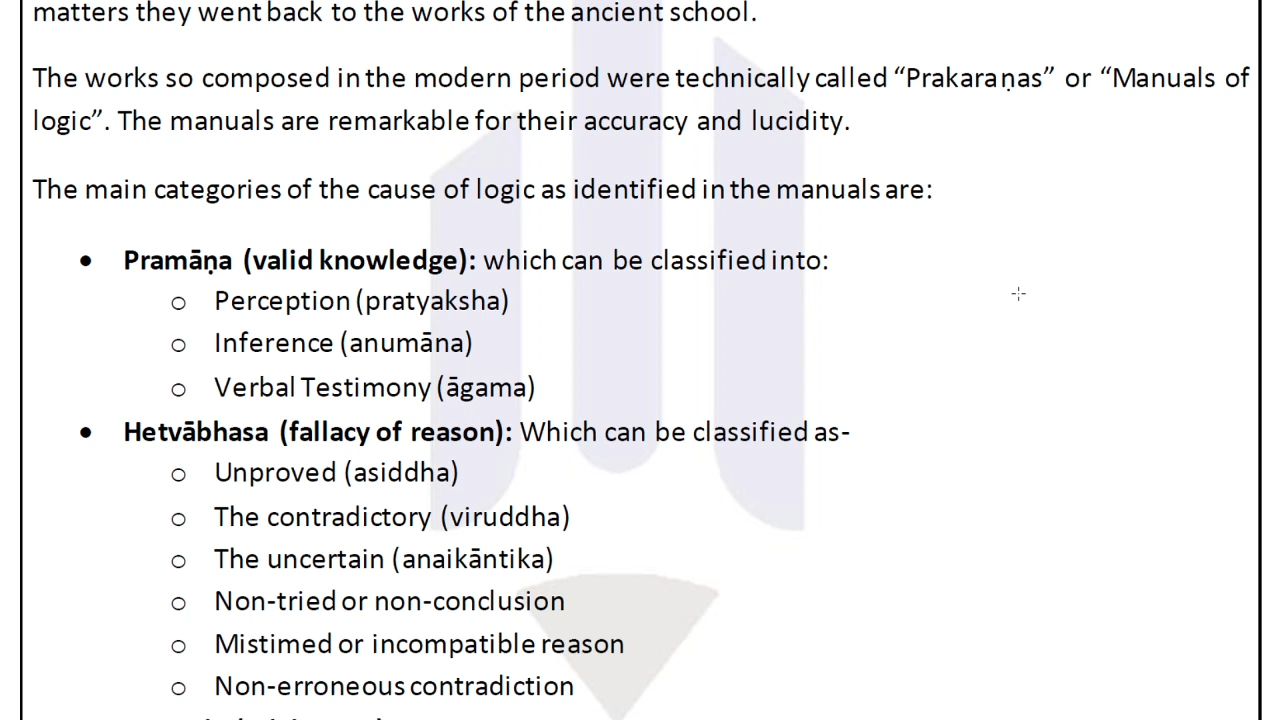 matters they went back to the works of the ancient school.
The works so composed in the modern period were technically called “Prakaraṇas” or “Manuals of
logic”. The manuals are remarkable for their accuracy and lucidity.
The main categories of the cause of logic as identified in the manuals are:
• Pramāṇa (valid knowledge): which can be classified into:
o Perception (pratyaksha)
o Inference (anumāna)
o Verbal Testimony (āgama)
• Hetvābhasa (fallacy of reason): Which can be classified as-
o Unproved (asiddha)
o The contradictory (viruddha)
o The uncertain (anaikāntika)
o Non-tried or non-conclusion
o Mistimed or incompatible reason
o Non-erroneous contradiction